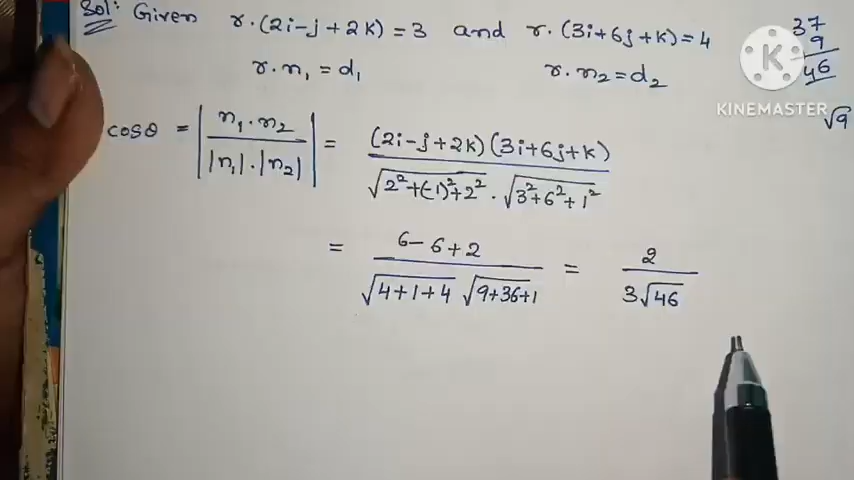 Sol: Given r.(2i-j+2k)=3 and r.(3i+6j+k)=4
r.n₁=d₁ r.n₂=d₂
cosθ = |n₁.n₂ / |n₁|.|n₂|| = (2i-j+2k)(3i+6j+k) / √2²+(-1)²+2² . √3²+6²+1²
= 6-6+2 / √4+1+4 √9+36+1 = 2 / 3√46
37
9
46
√9
K
KINEMASTER